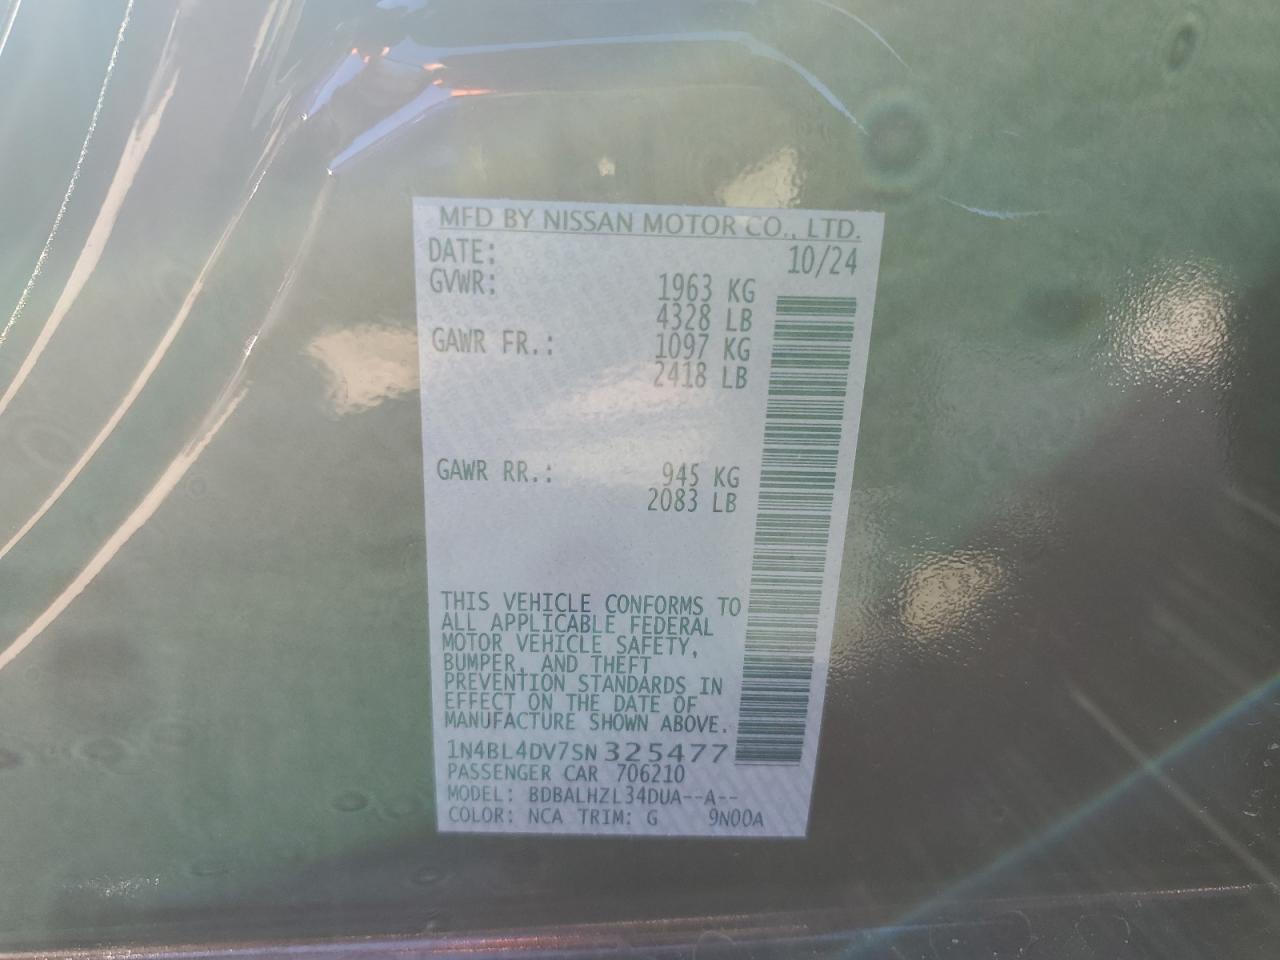 MFD BY NISSAN MOTOR CO., LTD.
DATE: 10/24
GVWR: 1963 KG
4328 LB
GAWR FR.: 1097 KG
2418 LB
GAWR RR.: 945 KG
2083 LB
THIS VEHICLE CONFORMS TO
ALL APPLICABLE FEDERAL
MOTOR VEHICLE SAFETY,
BUMPER, AND THEFT
PREVENTION STANDARDS IN
EFFECT ON THE DATE OF
MANUFACTURE SHOWN ABOVE.
1N4BL4DV7SN325477
PASSENGER CAR 706210
MODEL: BDBALHZL34DUA--A--
COLOR: NCA TRIM: G 9N00A